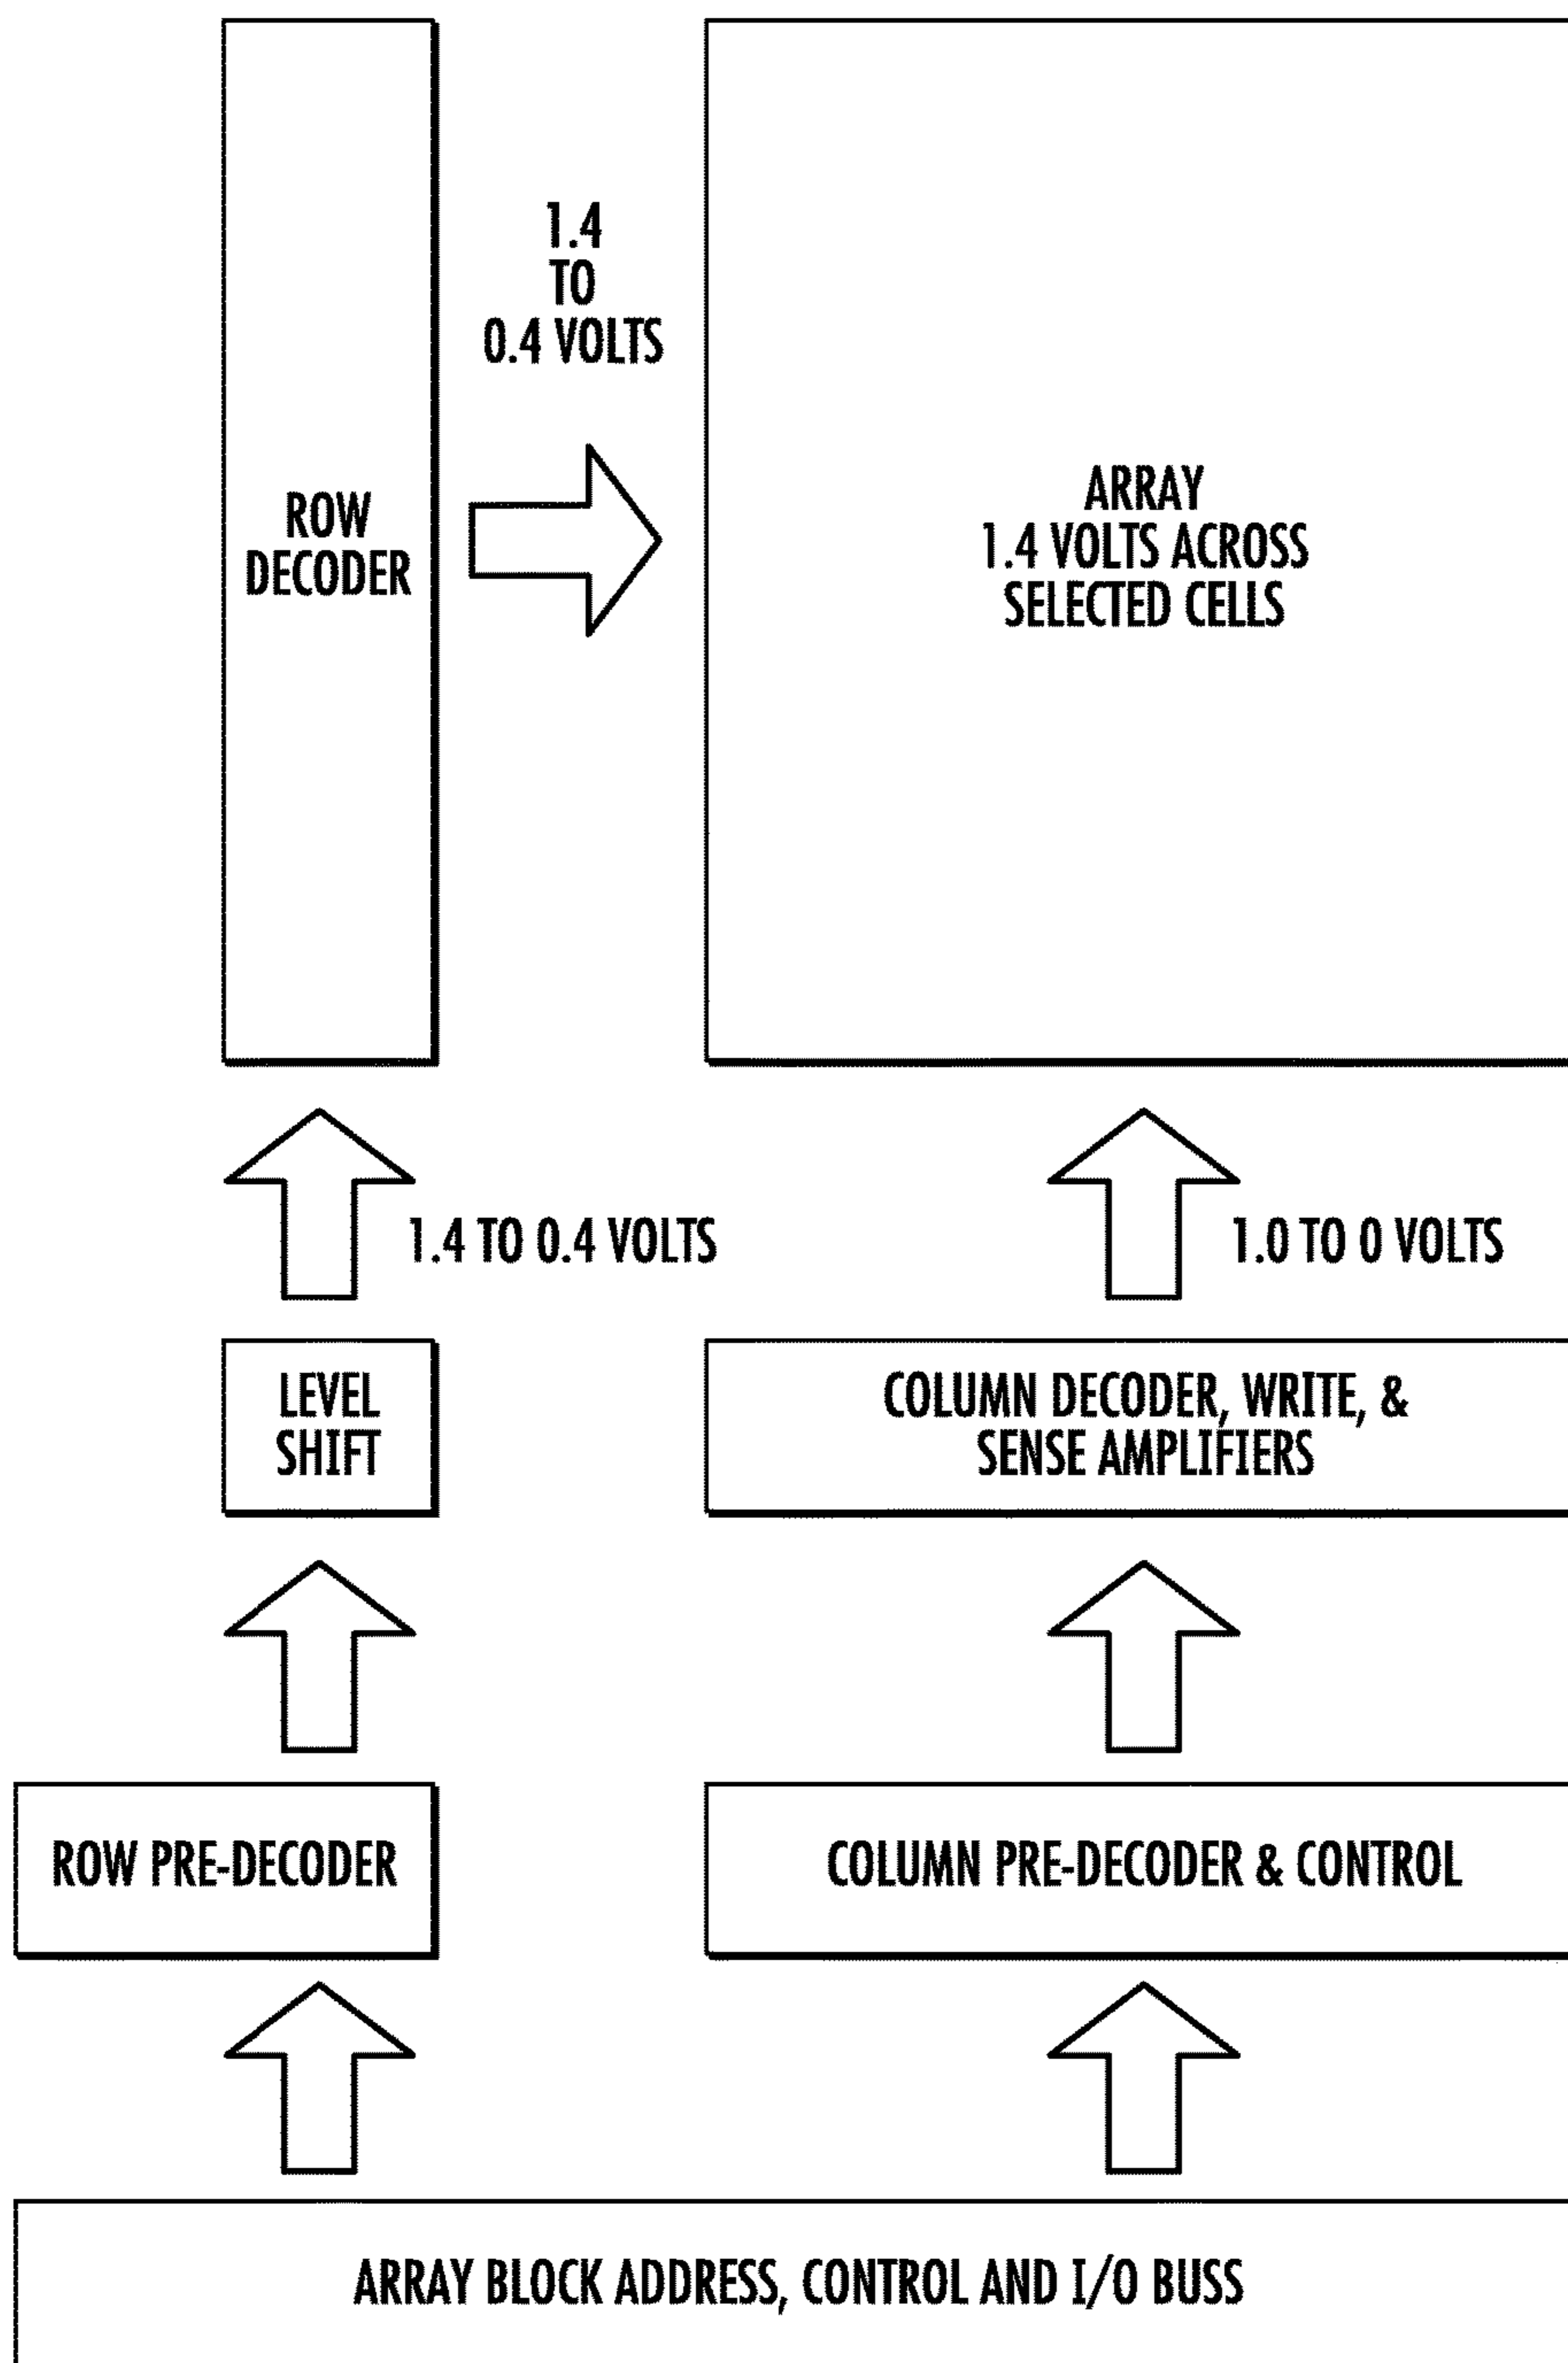 1.4
TO
0.4 VOLTS
ROW
DECODER
ARRAY
1.4 VOLTS ACROSS
SELECTED CELLS
1.4 TO 0.4 VOLTS
1.0 TO 0 VOLTS
LEVEL
SHIFT
COLUMN DECODER, WRITE, &
SENSE AMPLIFIERS
ROW PRE-DECODER
COLUMN PRE-DECODER & CONTROL
ARRAY BLOCK ADDRESS, CONTROL AND I/O BUSS